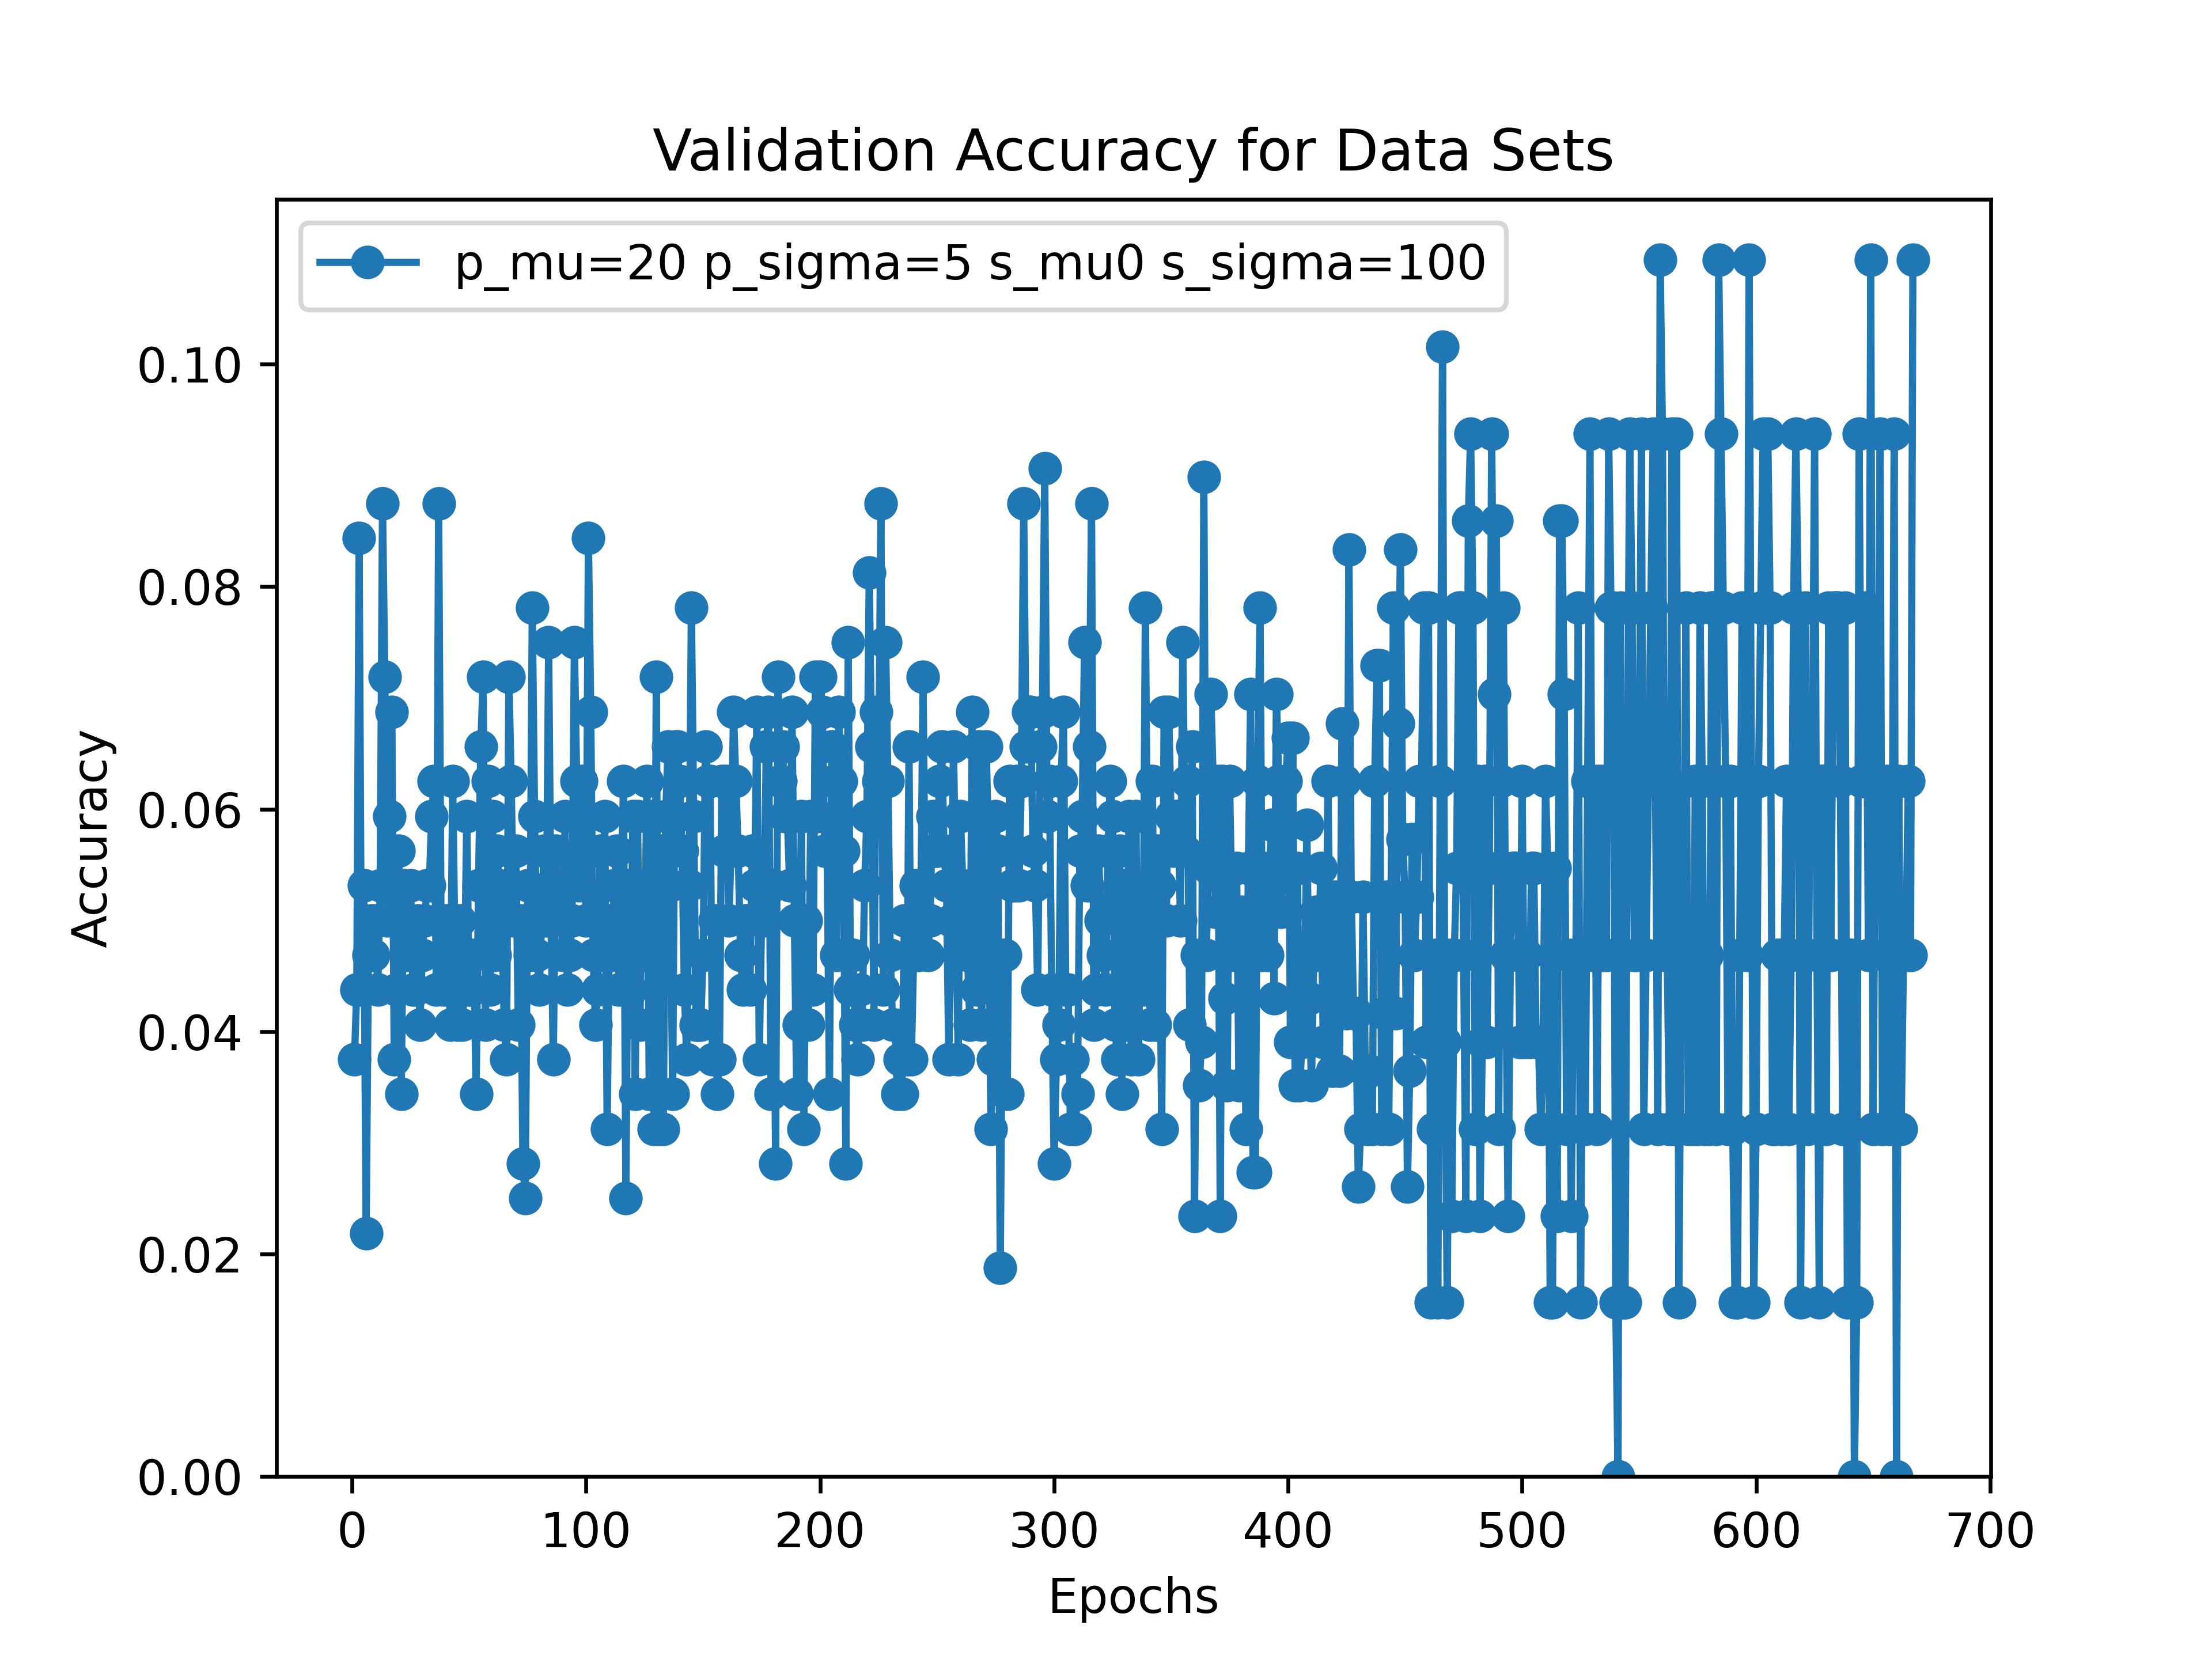 Validation Accuracy for Data Sets
p_mu=20 p_sigma=5 s_mu0 s_sigma=100
Accuracy
0.10
0.08
0.06
0.04
0.02
0.00
0 100 200 300 400 500 600 700
Epochs